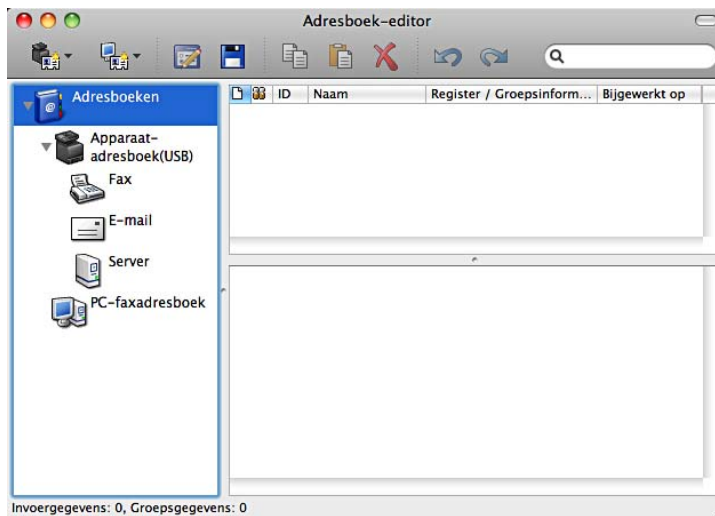 Adresboek-editor
Adresboeken
ID Naam Register / Groepsinform... Bijgewerkt op
Apparaat-
adresboek(USB)
Fax
E-mail
Server
PC-faxadresboek
Invoergegevens: 0, Groepsgegevens: 0